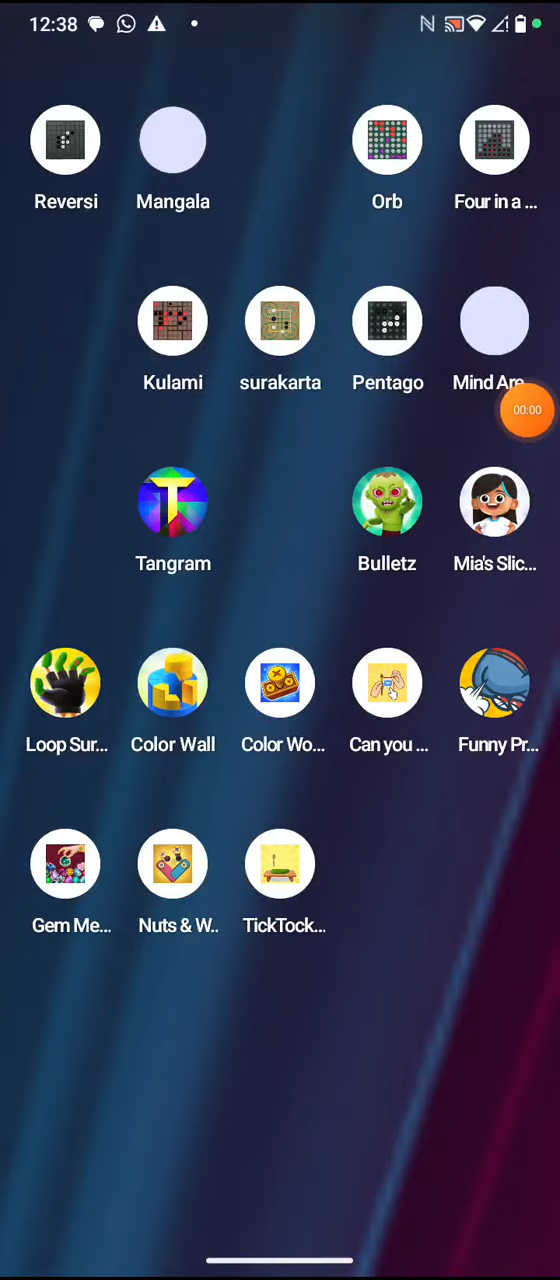 12:38
Reversi Mangala Orb Four in a ...
Kulami surakarta Pentago Mind Are...
00:00
Tangram Bulletz Mia's Slic...
Loop Sur... Color Wall Color Wo... Can you ... Funny Pr...
Gem Me... Nuts & W.. TickTock...